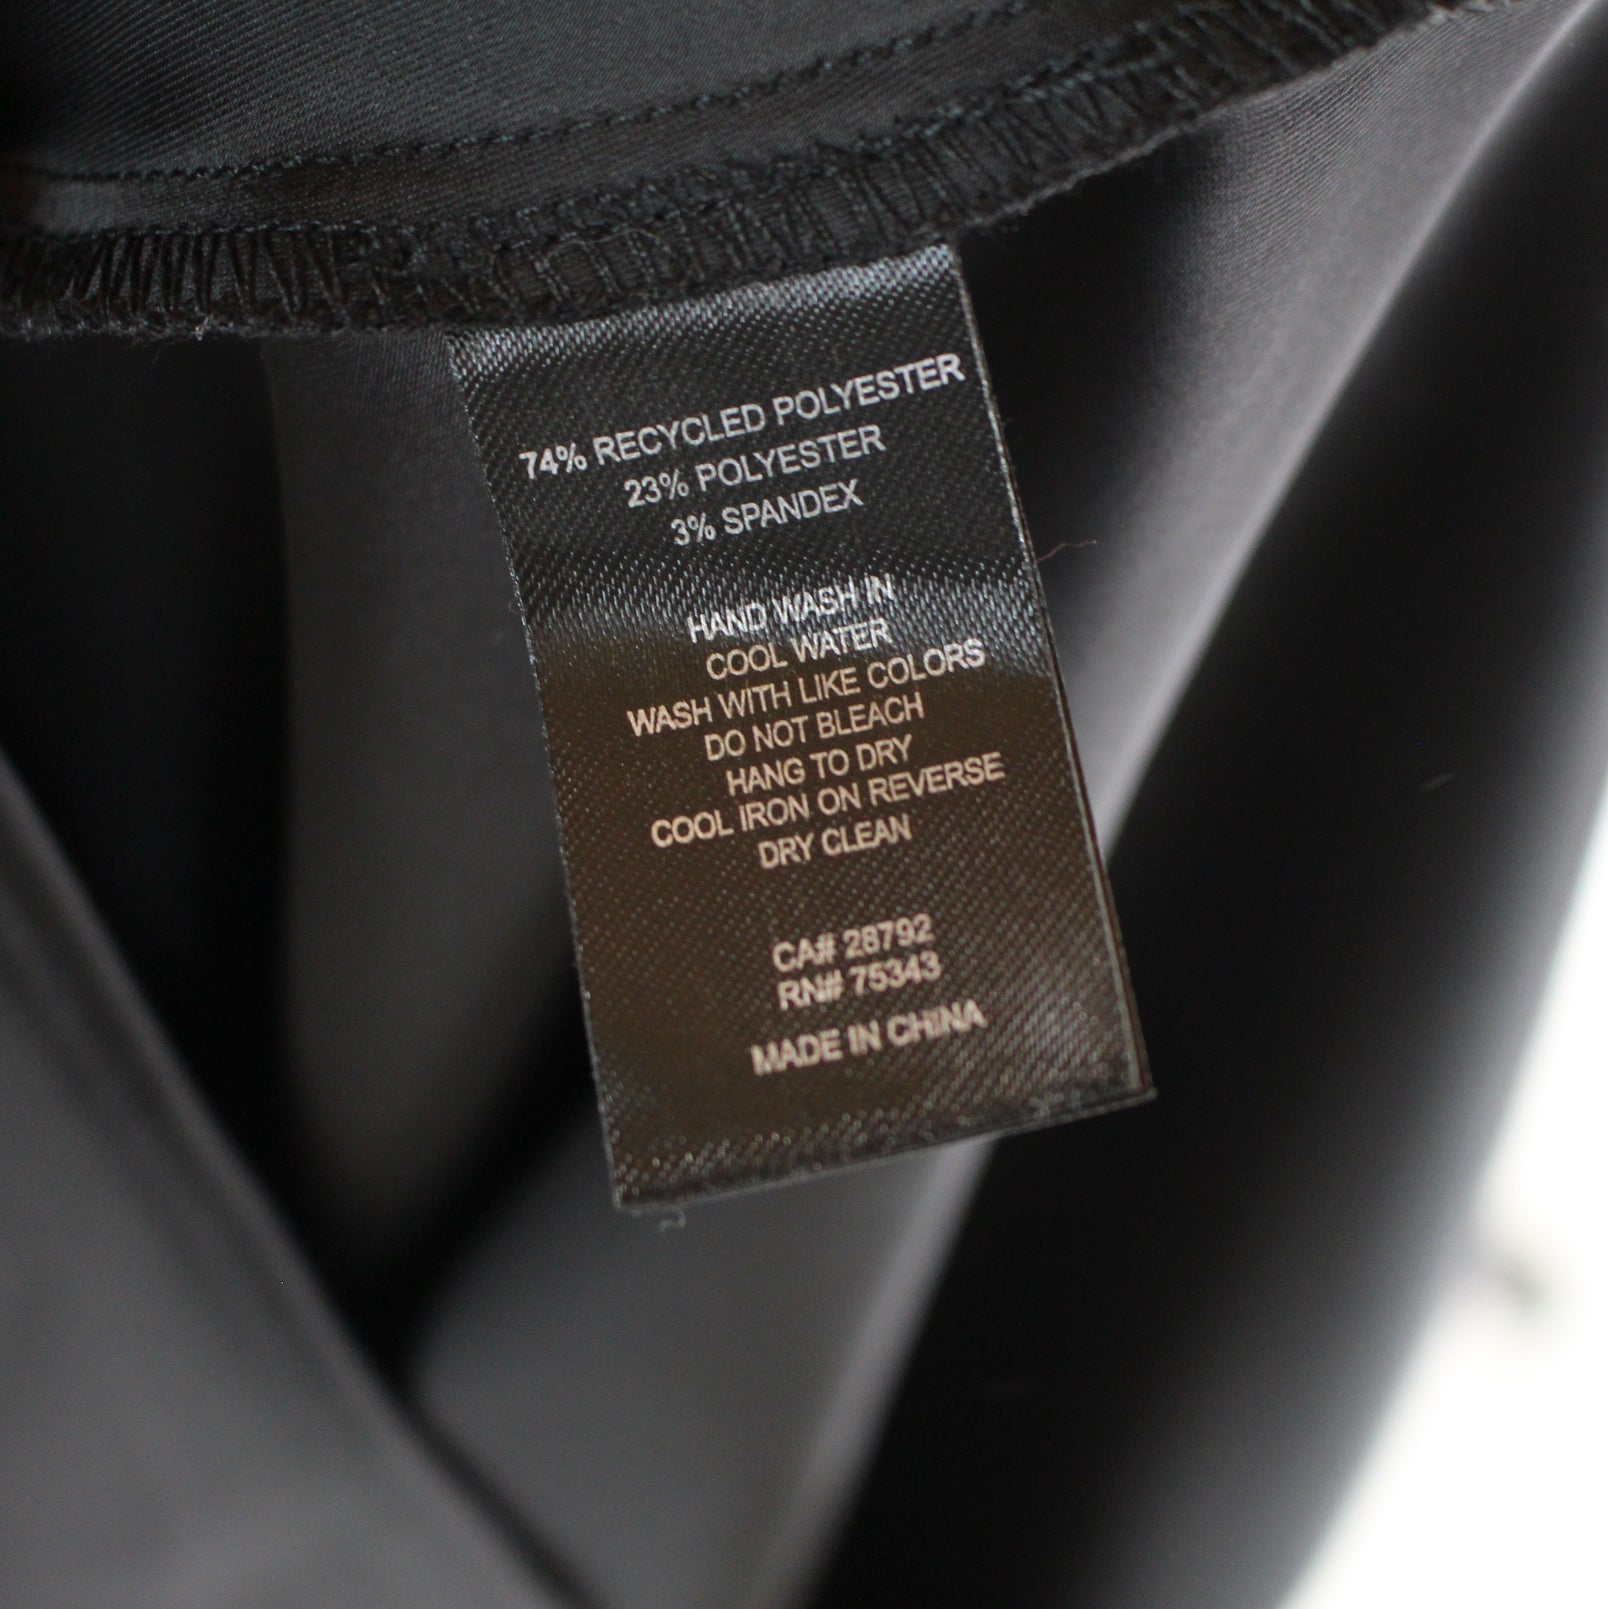 74% RECYCLED POLYESTER
23% POLYESTER
3% SPANDEX
HAND WASH IN
COOL WATER
WASH WITH LIKE COLORS
DO NOT BLEACH
HANG TO DRY
COOL IRON ON REVERSE
DRY CLEAN
CA# 28792
RN# 75343
MADE IN CHINA